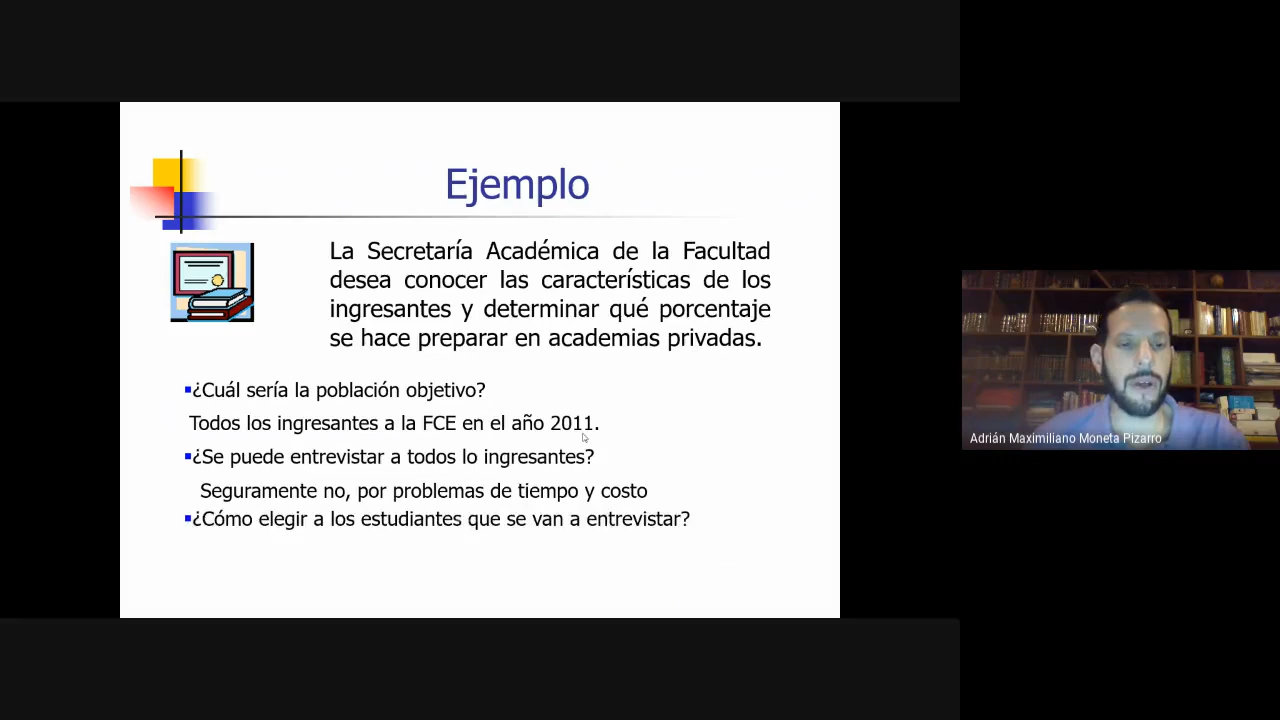 Ejemplo
La Secretaría Académica de la Facultad
desea conocer las características de los
ingresantes y determinar qué porcentaje
se hace preparar en academias privadas.
¿Cuál sería la población objetivo?
Todos los ingresantes a la FCE en el año 2011.
¿Se puede entrevistar a todos lo ingresantes?
Seguramente no, por problemas de tiempo y costo
¿Cómo elegir a los estudiantes que se van a entrevistar?
Adrián Maximiliano Moneta Pizarro